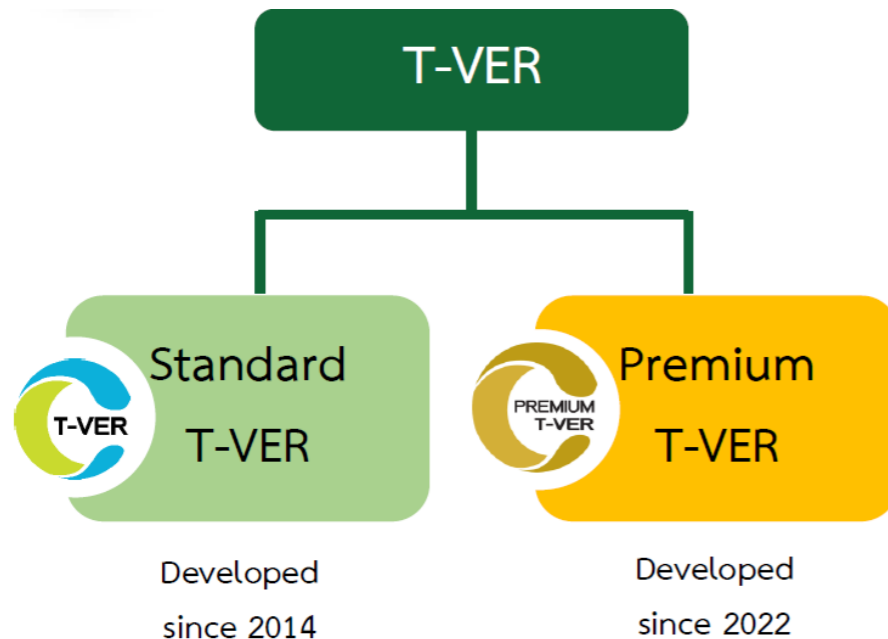 T-VER
Standard
T-VER
T-VER
Premium
T-VER
PREMIUM
T-VER
Developed
since 2014
Developed
since 2022